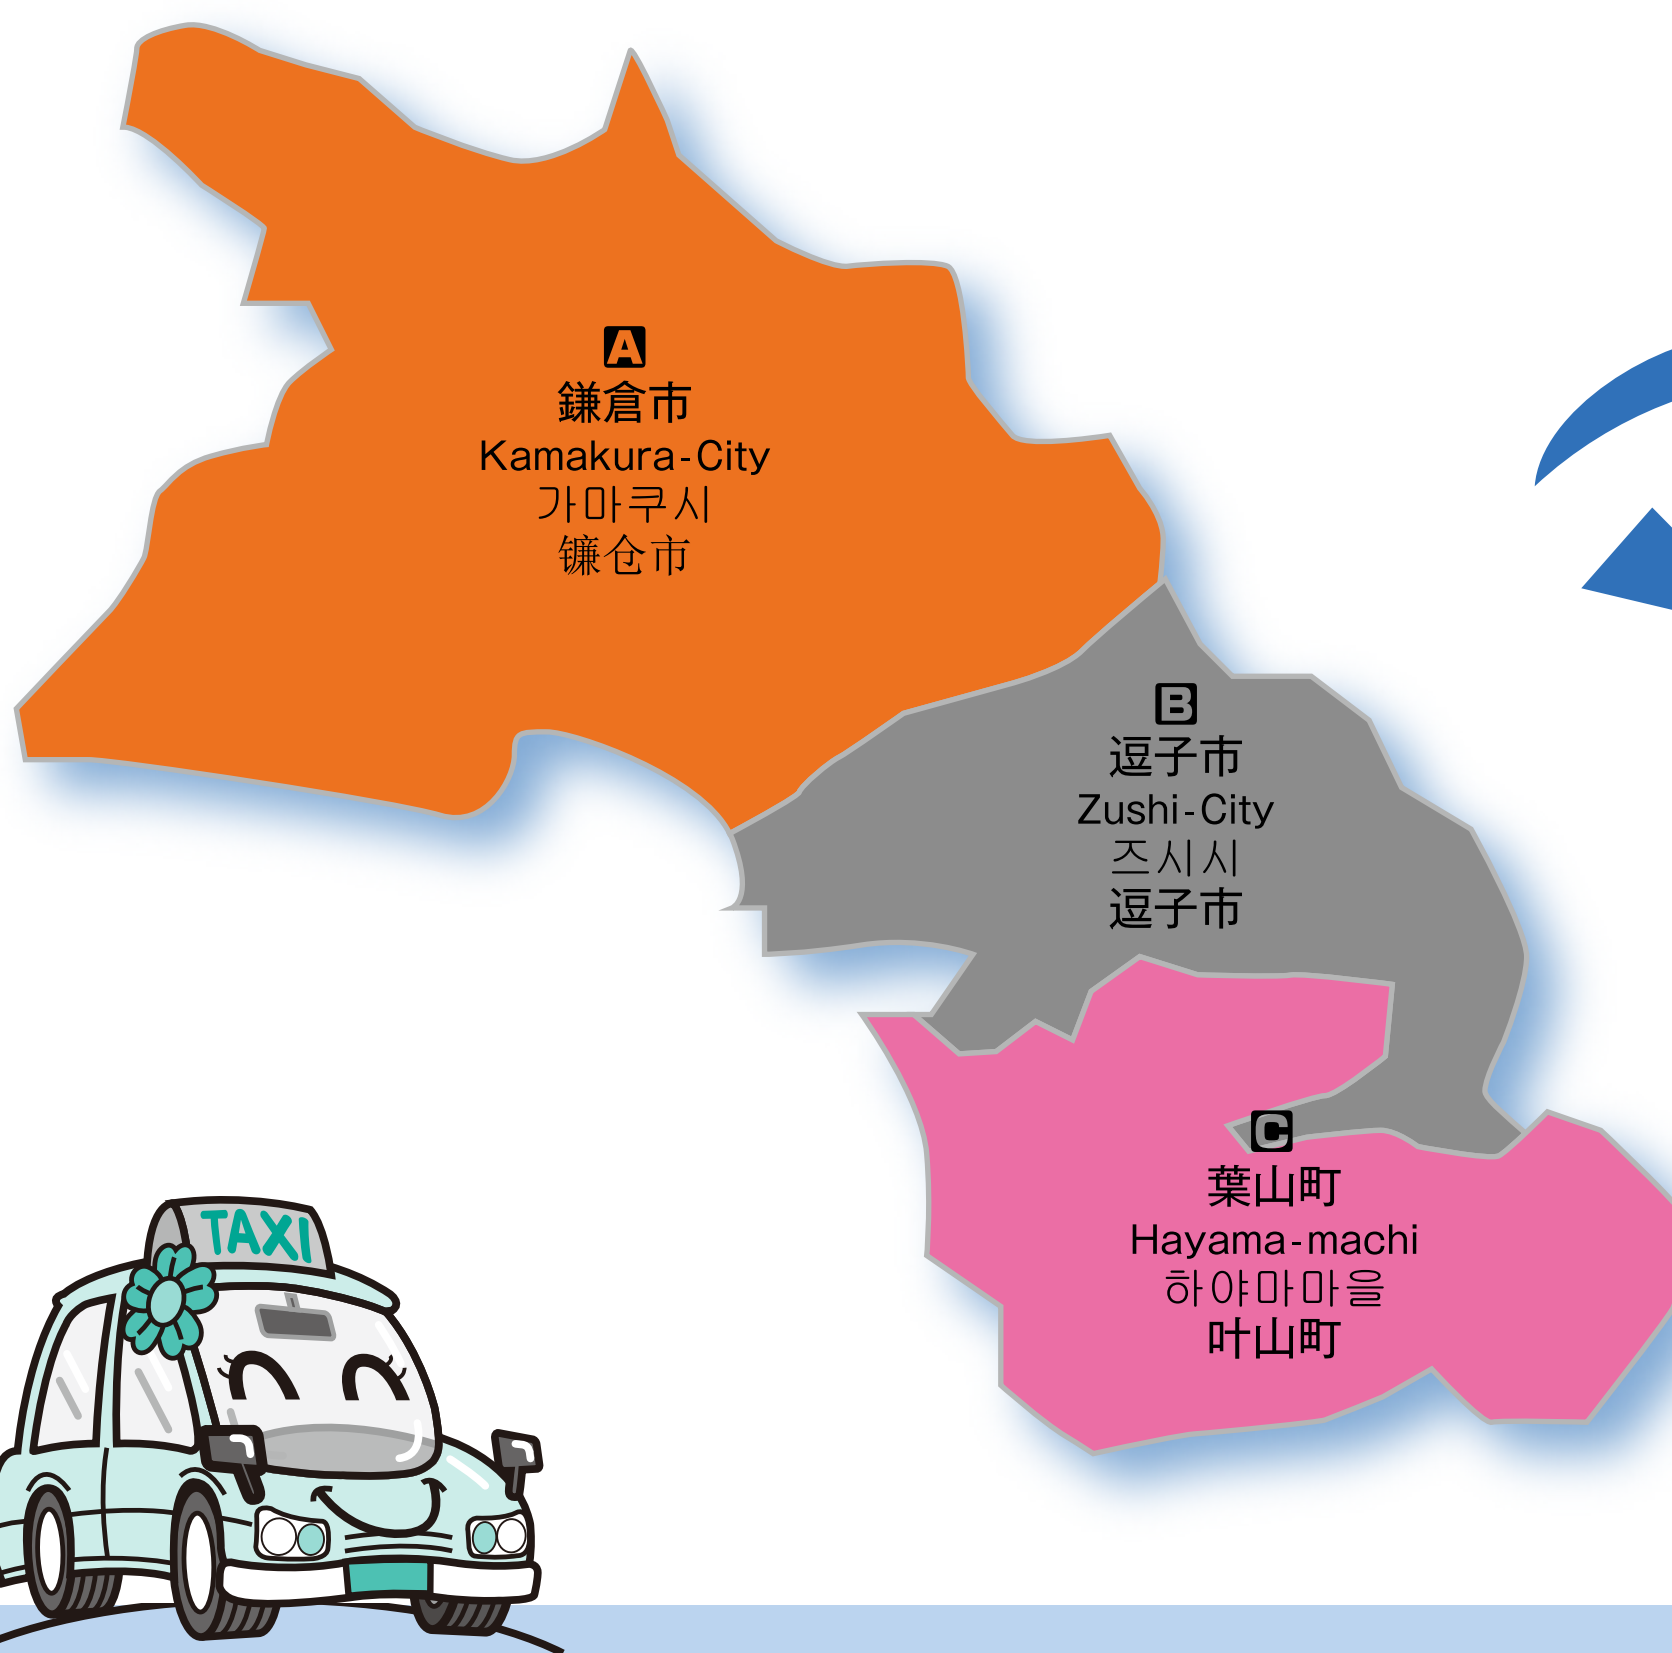 A
鎌倉市
Kamakura-City
가마쿠시
镰仓市
B
逗子市
Zushi-City
즈시시
逗子市
C
葉山町
Hayama-machi
하야마마을
叶山町
TAXI